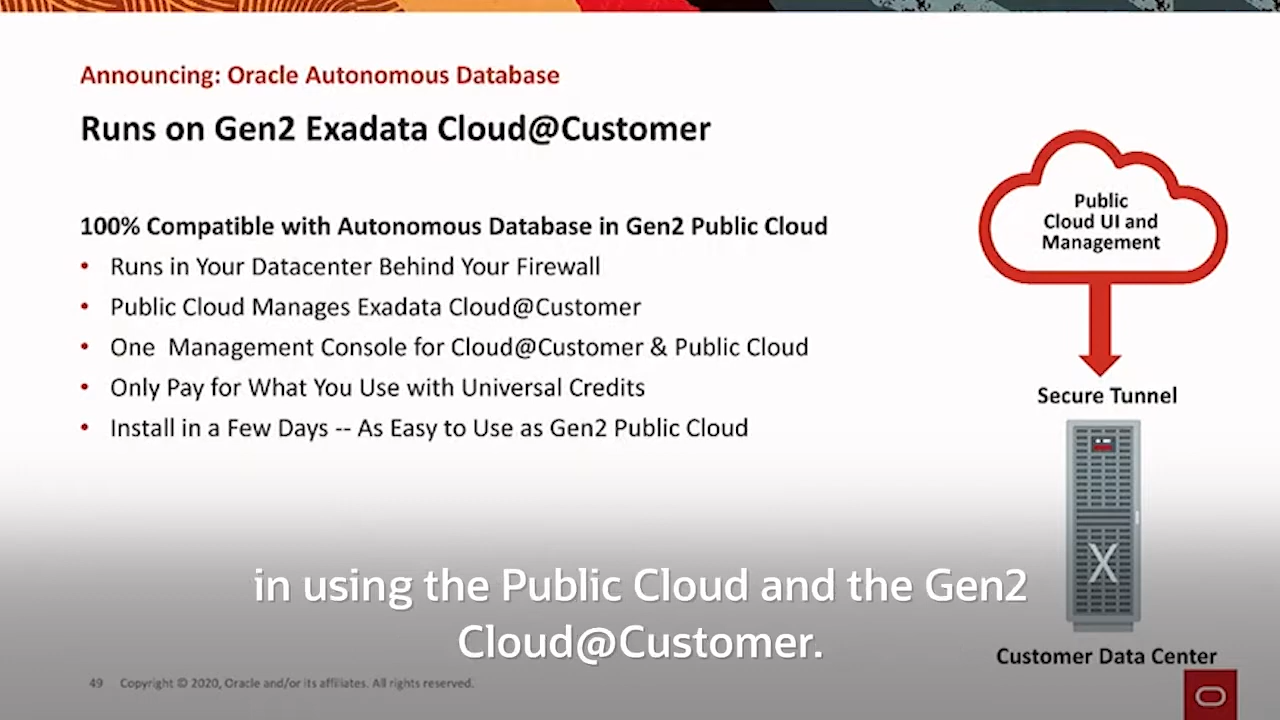 Announcing: Oracle Autonomous Database
Runs on Gen2 Exadata Cloud@Customer
100% Compatible with Autonomous Database in Gen2 Public Cloud
• Runs in Your Datacenter Behind Your Firewall
• Public Cloud Manages Exadata Cloud@Customer
• One  Management Console for Cloud@Customer & Public Cloud
• Only Pay for What You Use with Universal Credits
• Install in a Few Days -- As Easy to Use as Gen2 Public Cloud
Public
Cloud UI and
Management
Secure Tunnel
X
Customer Data Center
in using the Public Cloud and the Gen2
Cloud@Customer.
49 Copyright © 2020, Oracle and/or its affiliates. All rights reserved.